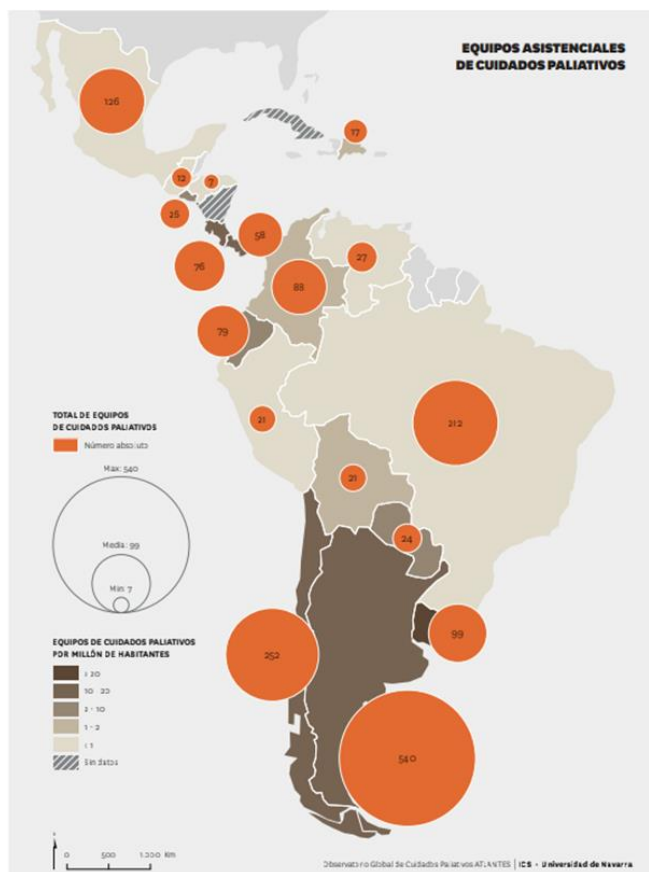 EQUIPOS ASISTENCIALES
DE CUIDADOS PALIATIVOS
126
17
12
7
58
76
27
88
79
21
212
21
24
99
252
540
TOTAL DE EQUIPOS
DE CUIDADOS PALIATIVOS
Número absoluto
Max: 540
Media: 99
Min 7
EQUIPOS DE CUIDADOS PALIATIVOS
POR MILLÓN DE HABITANTES
10 20
2 - 10
1 - 2
Sin datos
0 500 1.000 Km
Observatorio Global de Cuidados Paliativos ATLANTES | ICS - Universidad de Navarra